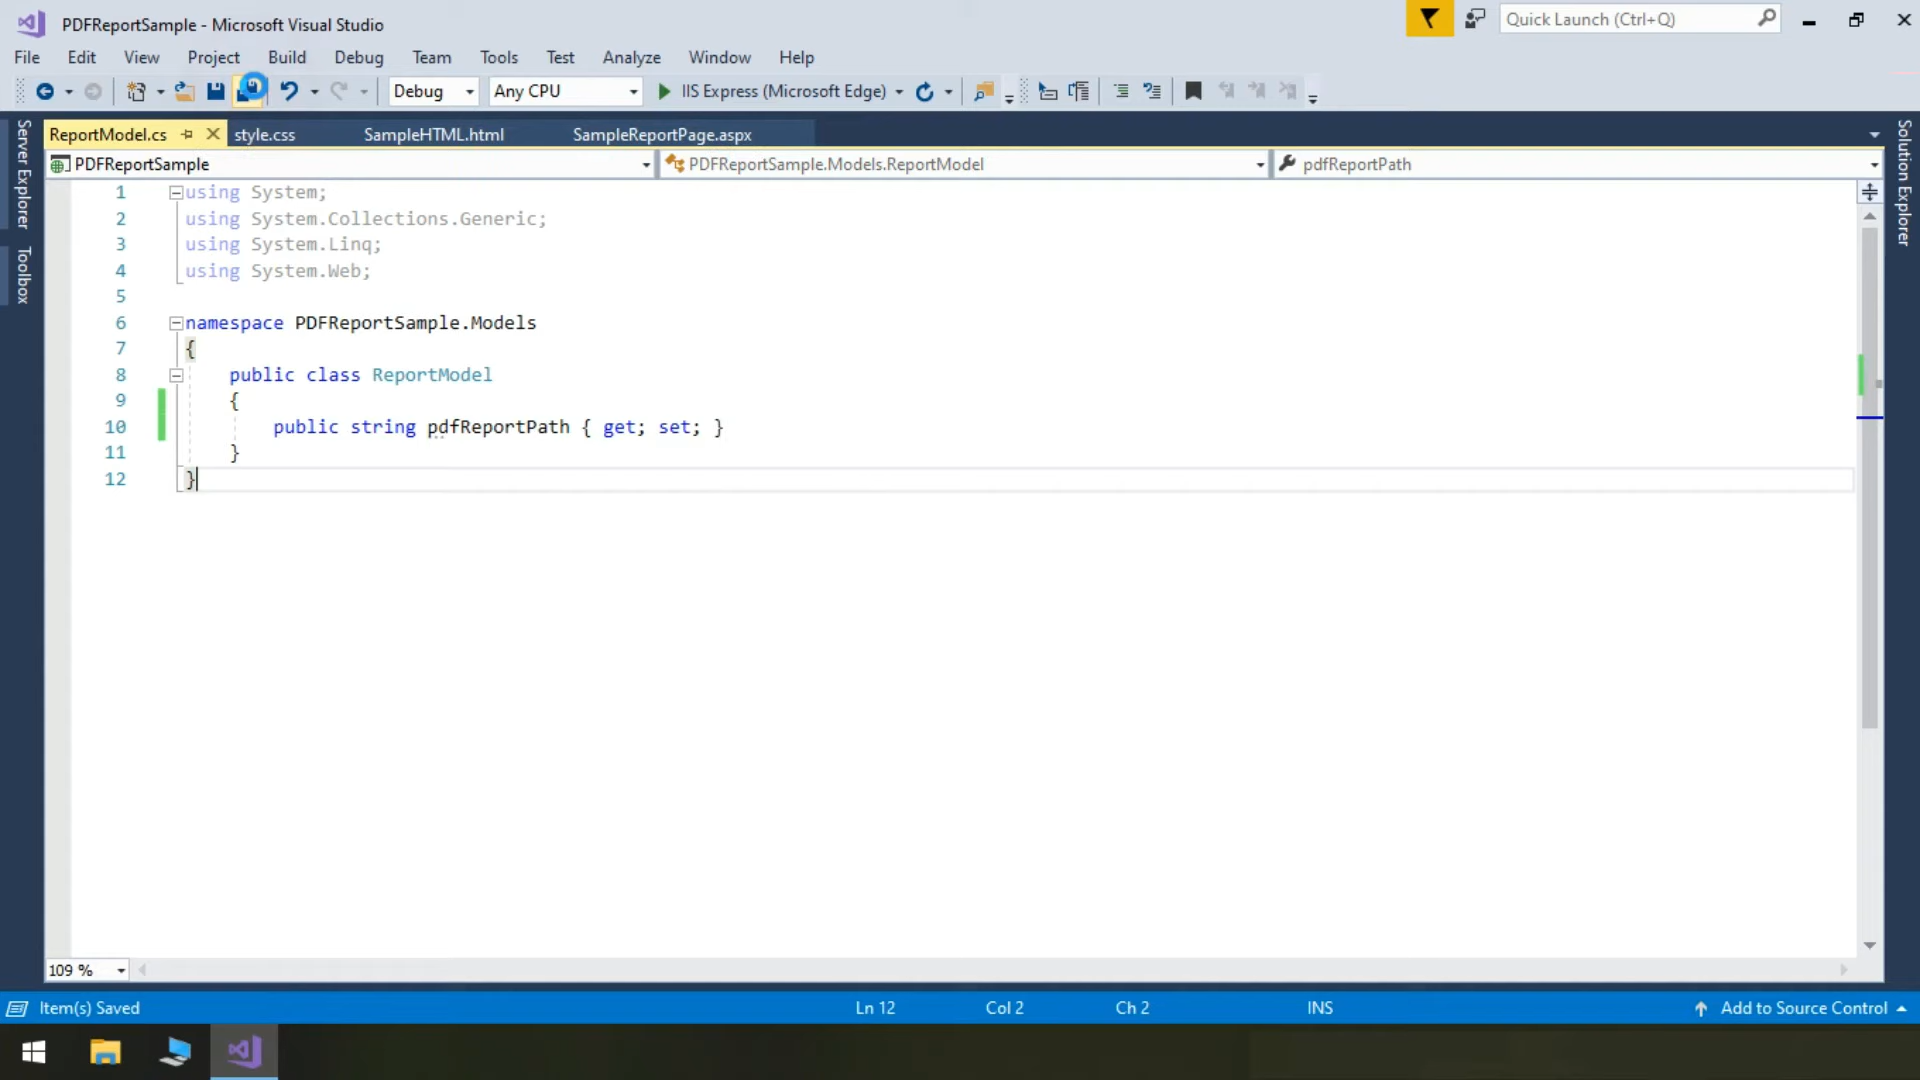 PDFReportSample - Microsoft Visual Studio
Quick Launch (Ctrl+Q)
File Edit View Project Build Debug Team Tools Test Analyze Window Help
Debug Any CPU IIS Express (Microsoft Edge)
ReportModel.cs style.css SampleHTML.html SampleReportPage.aspx
PDFReportSample PDFReportSample.Models.ReportModel pdfReportPath
Server Explorer
Toolbox
Solution Explorer
1 using System;
2 using System.Collections.Generic;
3 using System.Linq;
4 using System.Web;
5
6 namespace PDFReportSample.Models
7 {
8 public class ReportModel
9 {
10 public string pdfReportPath { get; set; }
11 }
12 }
109 %
Item(s) Saved Ln 12 Col 2 Ch 2 INS Add to Source Control